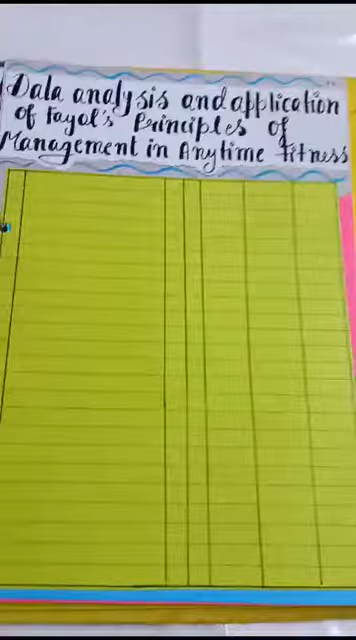 Data analysis and application
of Fayol's Principles of
Management in Anytime Fitness